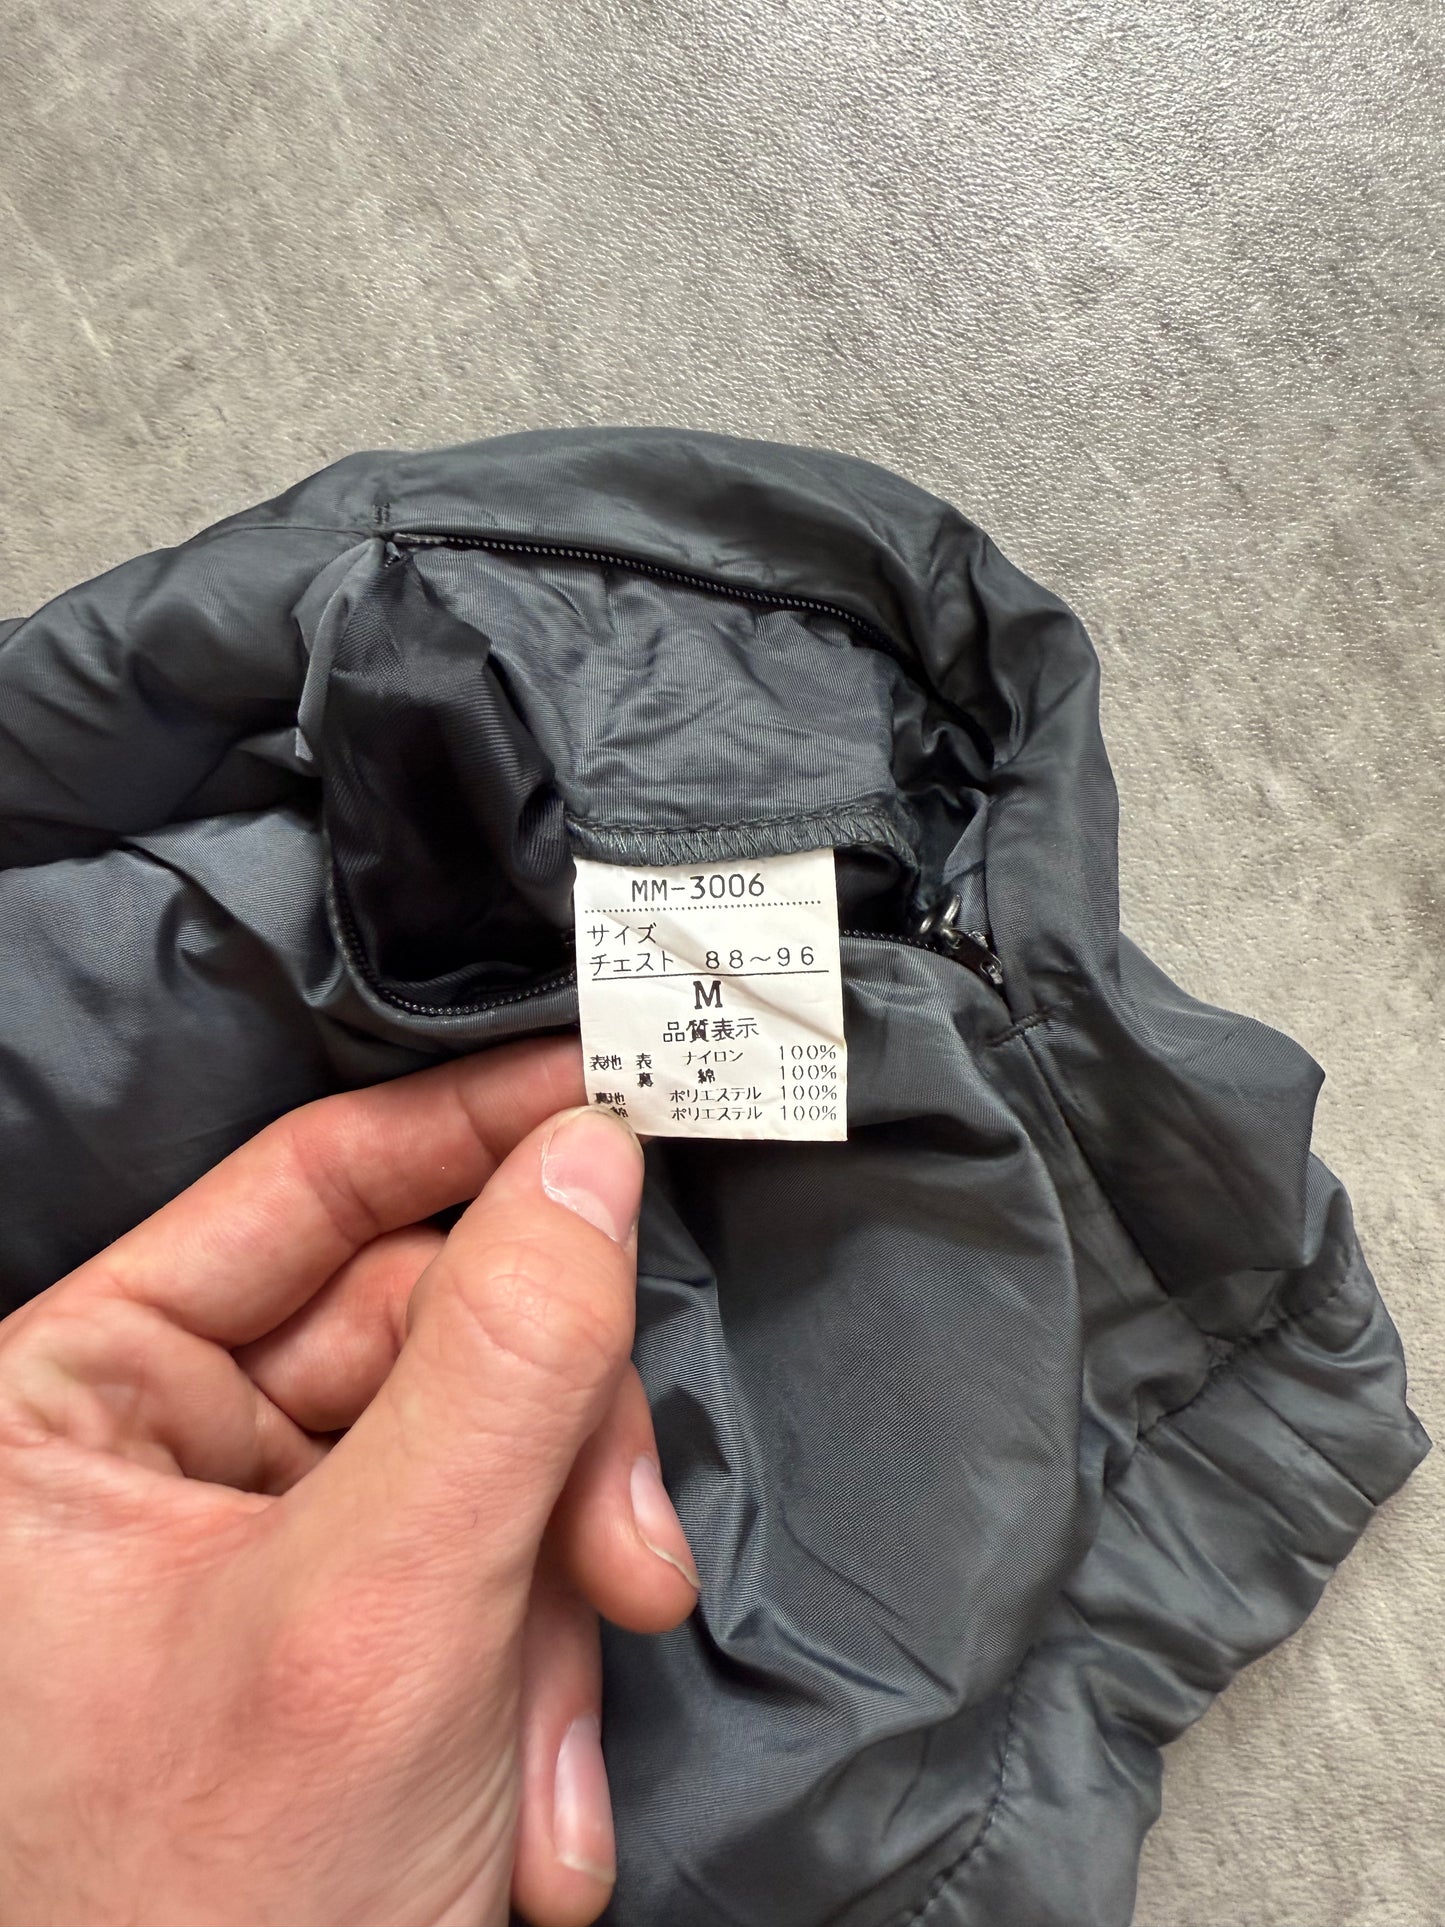 MM-3006
サイズ
チェスト 88～96
M
品質表示
表地 表 ナイロン 100%
裏 綿 100%
裏地 ポリエステル 100%
綿 ポリエステル 100%